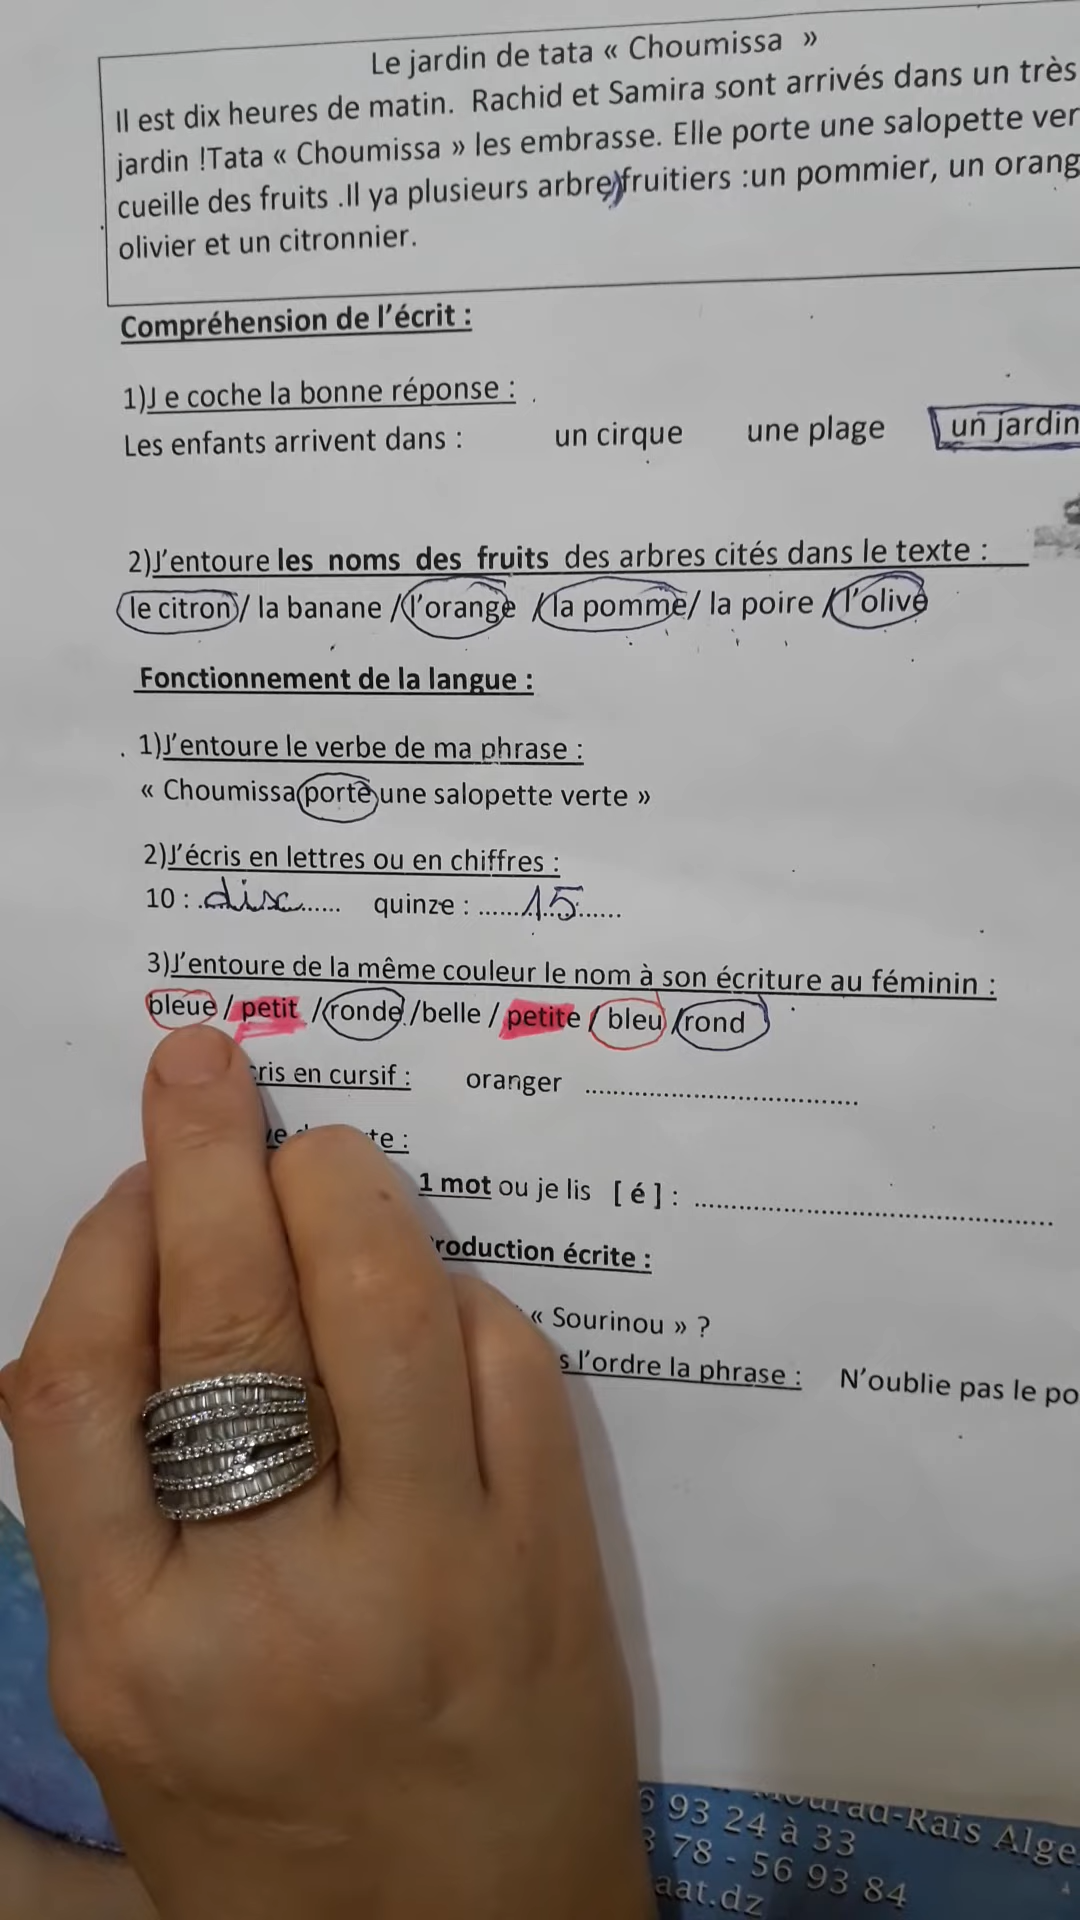 Le jardin de tata « Choumissa »
Il est dix heures de matin. Rachid et Samira sont arrivés dans un très
jardin !Tata « Choumissa » les embrasse. Elle porte une salopette ver
cueille des fruits .Il ya plusieurs arbre fruitiers :un pommier, un orang
olivier et un citronnier.
Compréhension de l'écrit :
1)J e coche la bonne réponse :
Les enfants arrivent dans : un cirque une plage un jardin
2)J'entoure les noms des fruits des arbres cités dans le texte :
le citron / la banane / l'orange / la pomme / la poire / l'olive
Fonctionnement de la langue :
1)J'entoure le verbe de ma phrase :
« Choumissa porte une salopette verte »
2)J'écris en lettres ou en chiffres :
10 : dix quinze : 15
3)J'entoure de la même couleur le nom à son écriture au féminin :
bleue / petit / ronde / belle / petite / bleu / rond
ris en cursif : oranger
te :
1 mot ou je lis [ é ] :
roduction écrite :
« Sourinou » ?
s l'ordre la phrase : N'oublie pas le po
Mourad-Rais Alge
6 93 24 à 33
78 - 56 93 84
aat.dz